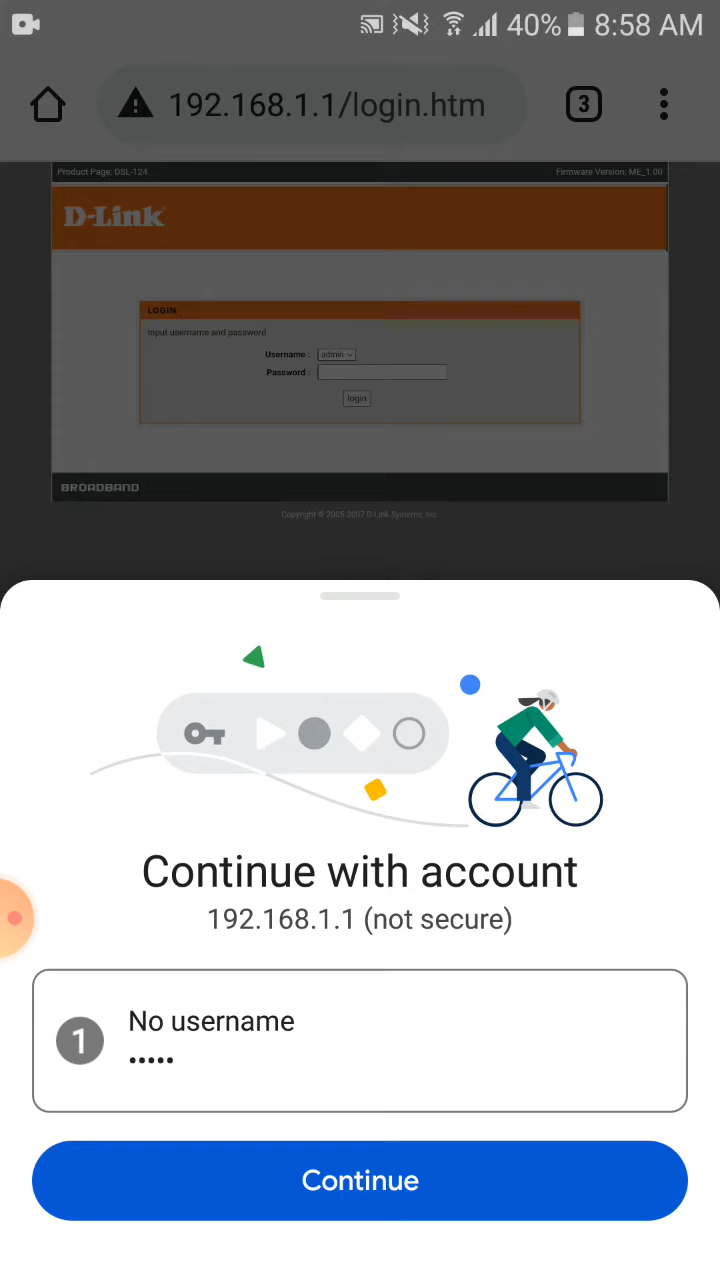 40% 8:58 AM
192.168.1.1/login.htm 3
Product Page: DSL-124 Firmware Version: ME_1.00
D-Link
LOGIN
Input username and password
Username : admin
Password :
login
BROADBAND
Copyright © 2005-2007 D-Link Systems, Inc.
Continue with account
192.168.1.1 (not secure)
1 No username
•••••
Continue